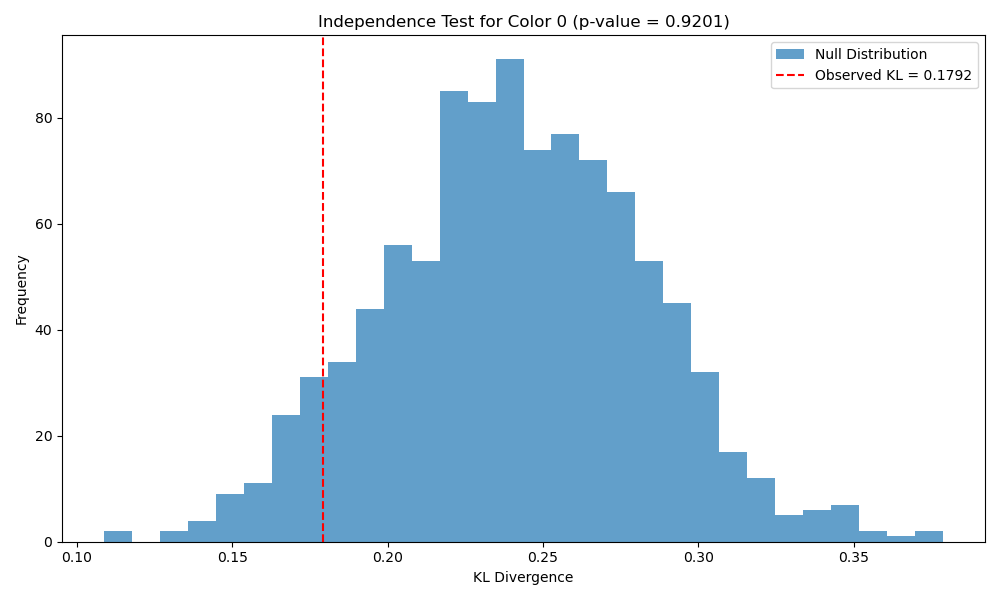 Independence Test for Color 0 (p-value = 0.9201)
Null Distribution
Observed KL = 0.1792
Frequency
80
60
40
20
0
0.10 0.15 0.20 0.25 0.30 0.35
KL Divergence